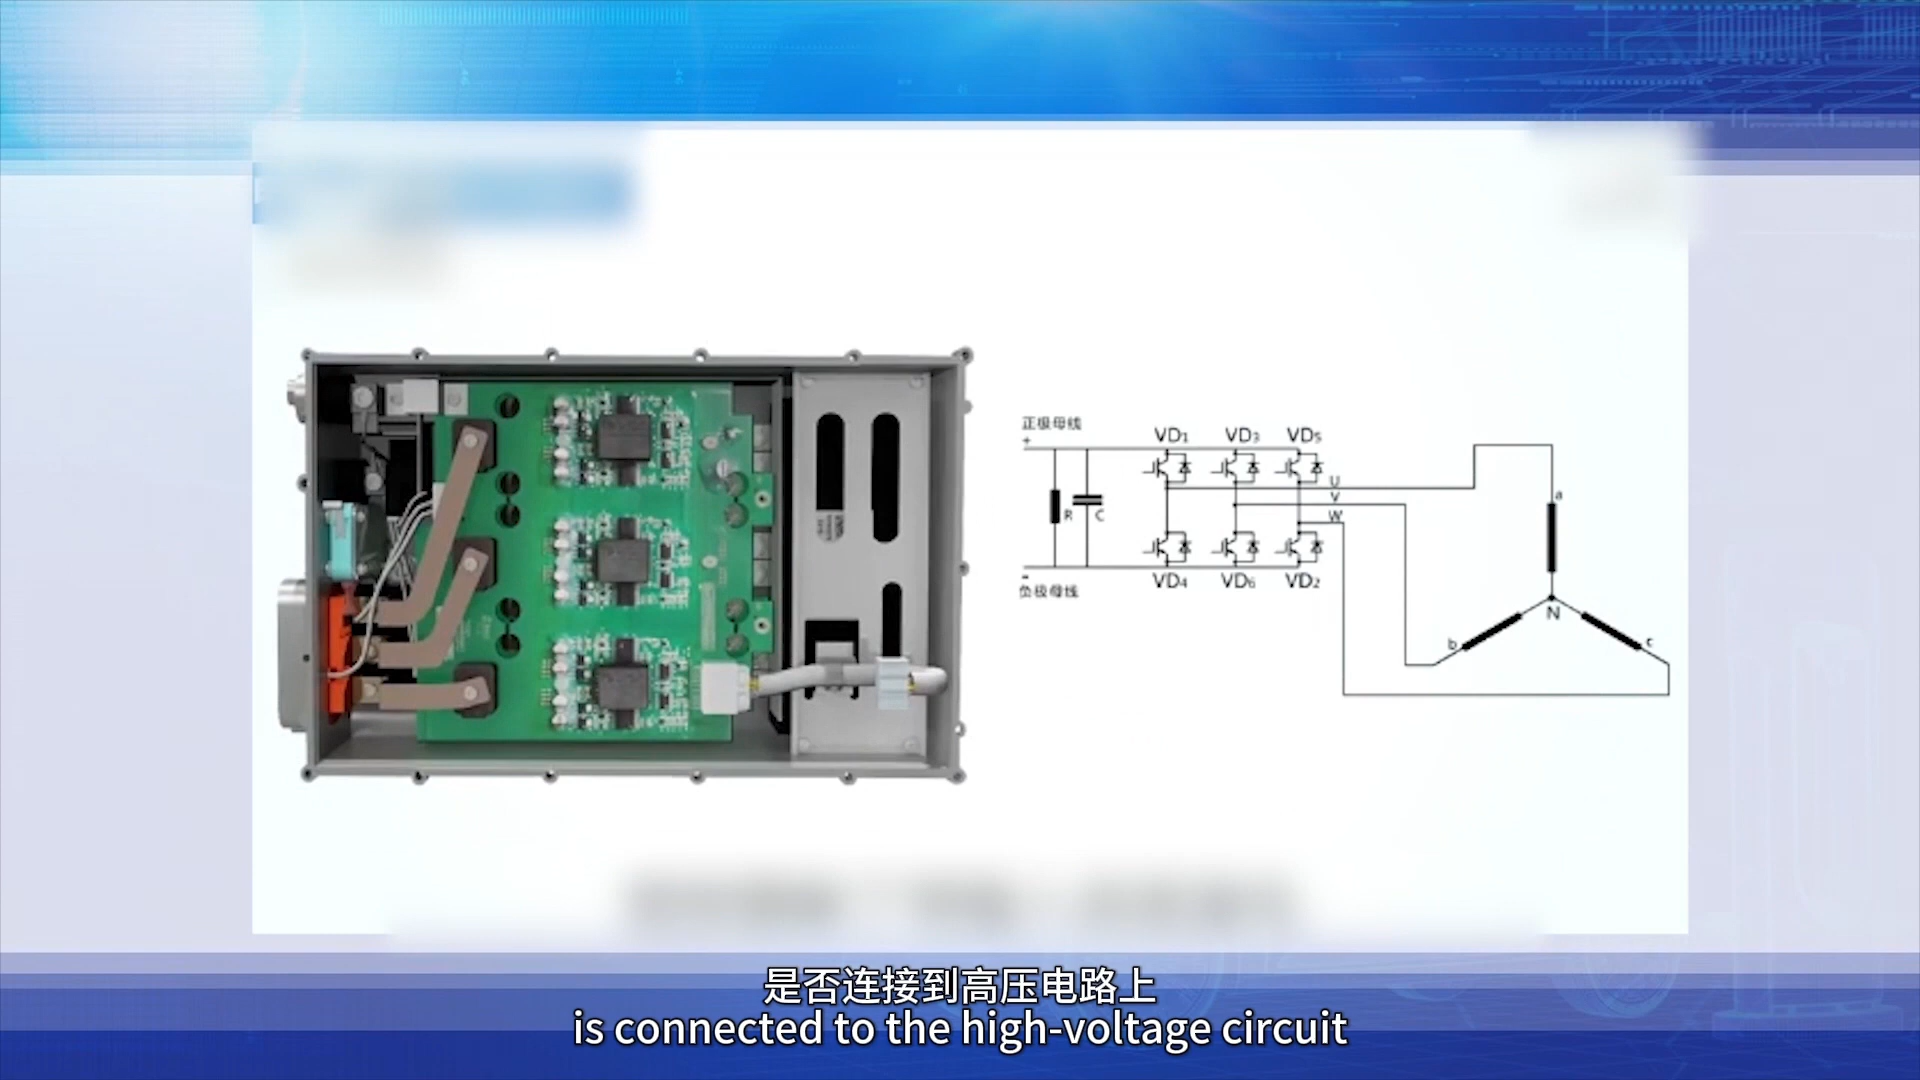 正极母线
+
VD1 VD3 VD5
U
V
W
R C
a
-
负极母线
VD4 VD6 VD2
N
b c
是否连接到高压电路上
is connected to the high-voltage circuit